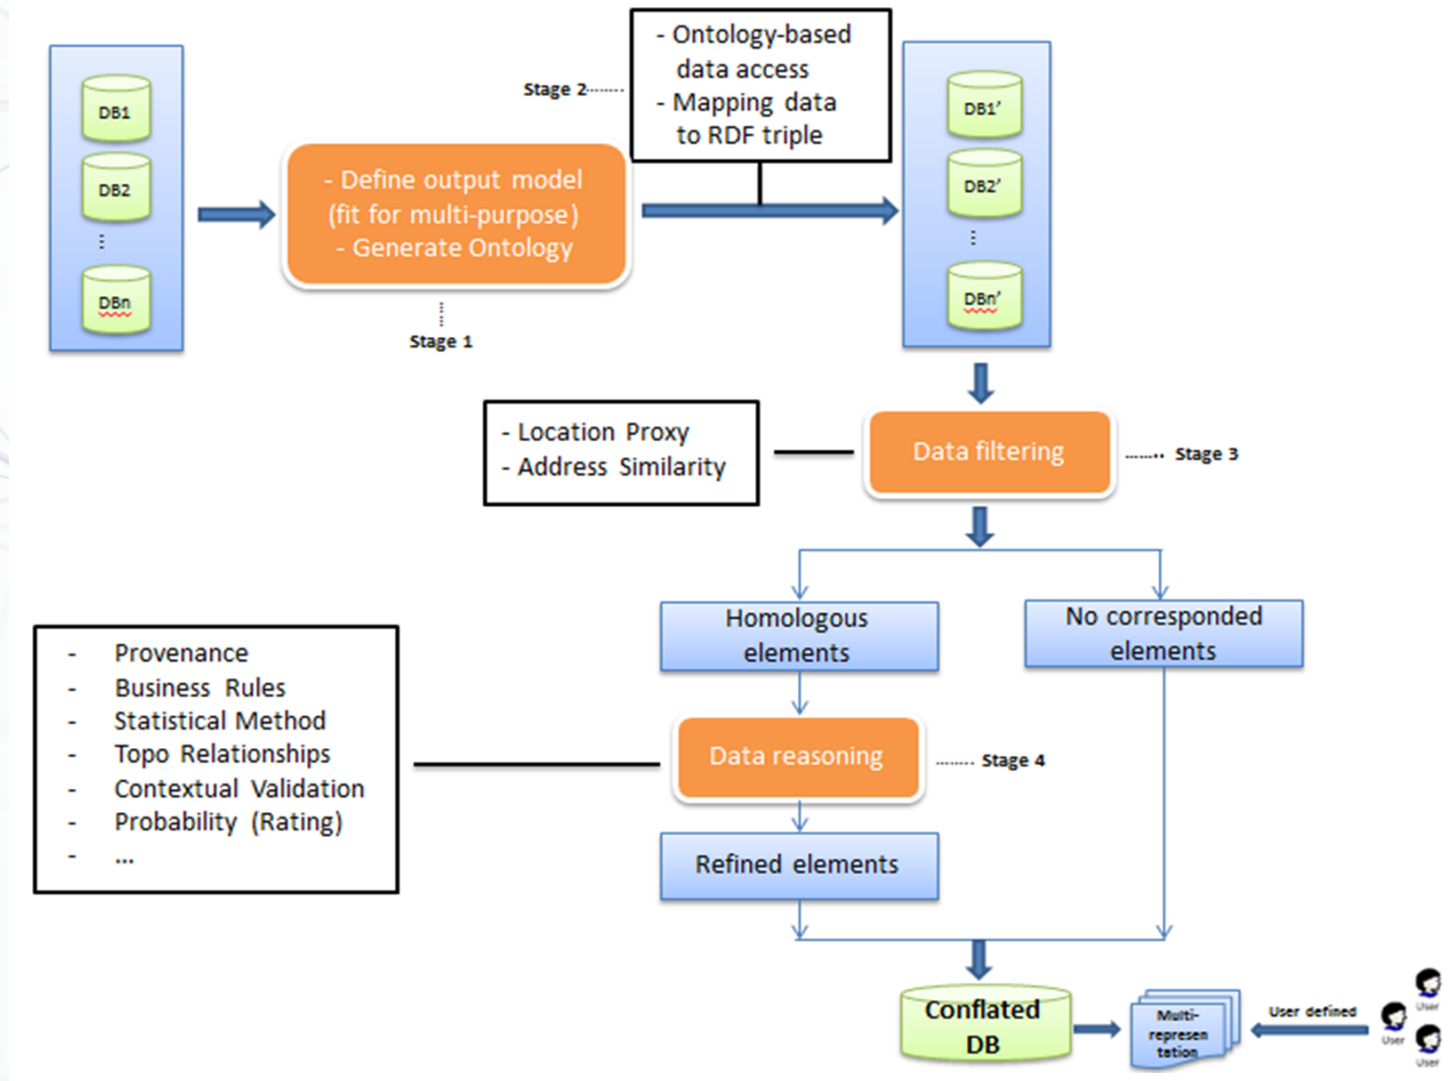 DB1
DB2
⁞
DBn
- Define output model
(fit for multi-purpose)
- Generate Ontology
Stage 1
Stage 2
- Ontology-based
data access
- Mapping data
to RDF triple
DB1’
DB2’
⁞
DBn’
- Location Proxy
- Address Similarity
Data filtering
Stage 3
Homologous
elements
No corresponded
elements
- Provenance
- Business Rules
- Statistical Method
- Topo Relationships
- Contextual Validation
- Probability (Rating)
- ...
Data reasoning
Stage 4
Refined elements
Conflated
DB
Multi-
represen
tation
User defined
User
User
User